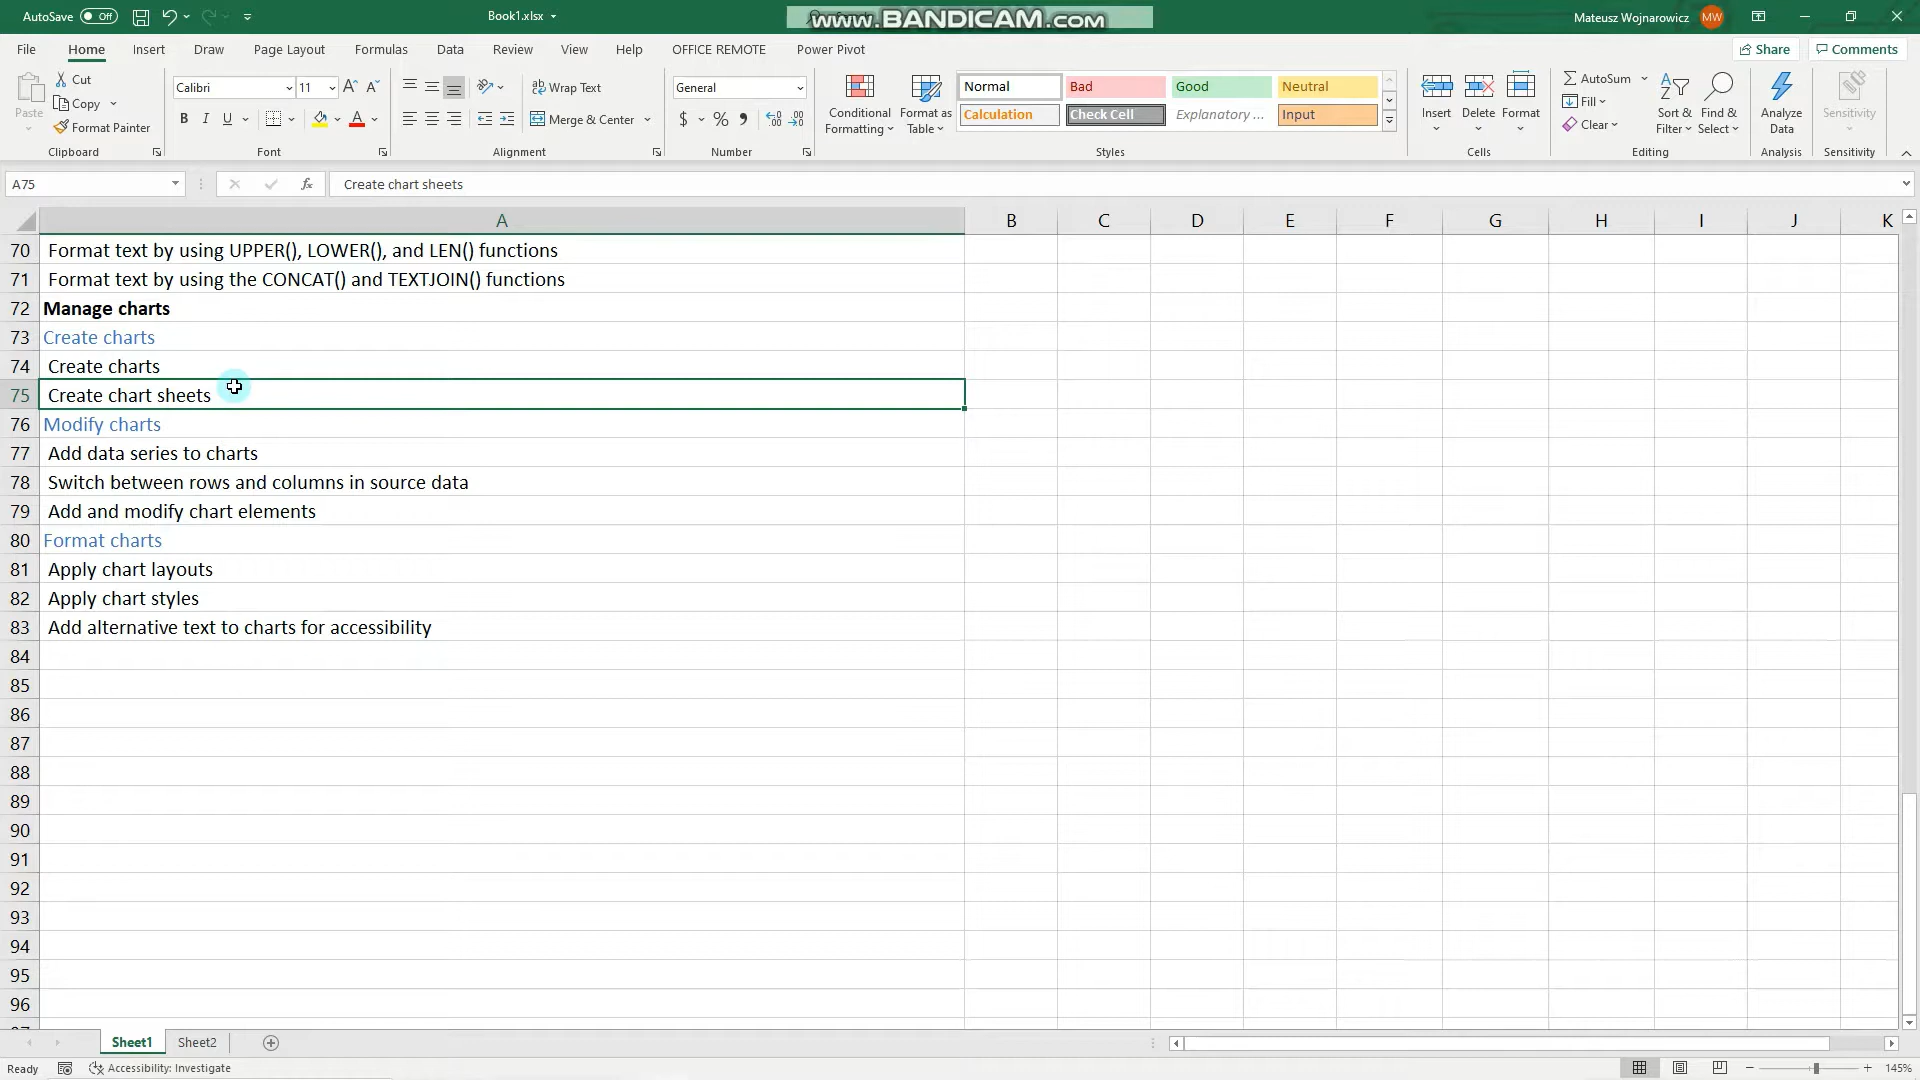 AutoSave Off Book1.xlsx www.BANDICAM.com Mateusz Wojnarowicz MW
File Home Insert Draw Page Layout Formulas Data Review View Help OFFICE REMOTE Power Pivot Share Comments
Paste Cut Copy Format Painter
Clipboard
Calibri 11
B I U
Font
Wrap Text
Merge & Center
Alignment
General
$ % ,
Number
Conditional Formatting
Format as Table
Normal Bad Good Neutral
Calculation Check Cell Explanatory ... Input
Styles
Insert Delete Format
Cells
AutoSum
Fill
Clear
Sort & Filter
Find & Select
Editing
Analyze Data
Analysis
Sensitivity
Sensitivity
A75 fx Create chart sheets
A B C D E F G H I J K
70 Format text by using UPPER(), LOWER(), and LEN() functions
71 Format text by using the CONCAT() and TEXTJOIN() functions
72 Manage charts
73 Create charts
74 Create charts
75 Create chart sheets
76 Modify charts
77 Add data series to charts
78 Switch between rows and columns in source data
79 Add and modify chart elements
80 Format charts
81 Apply chart layouts
82 Apply chart styles
83 Add alternative text to charts for accessibility
84
85
86
87
88
89
90
91
92
93
94
95
96
Sheet1 Sheet2
Ready Accessibility: Investigate 145%